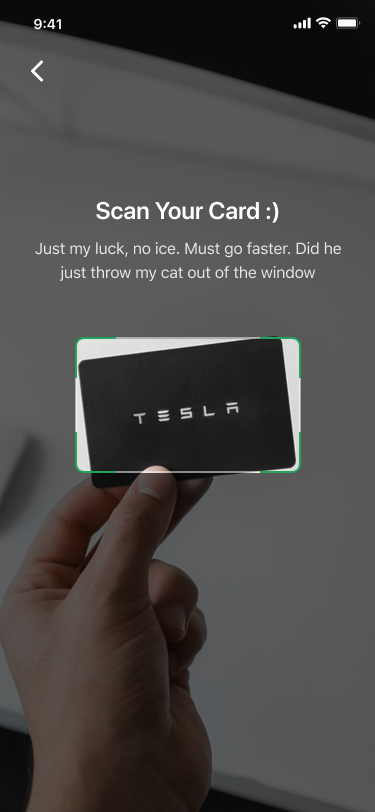 9:41
Scan Your Card :)
Just my luck, no ice. Must go faster. Did he
just throw my cat out of the window
TESLA